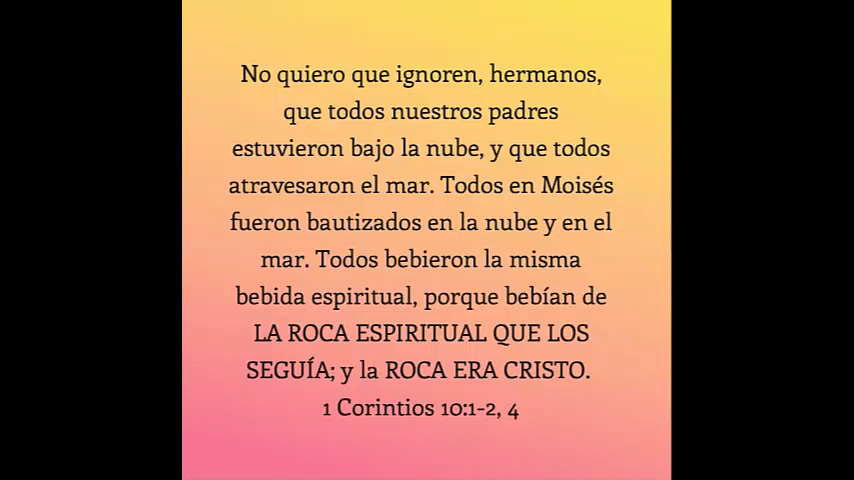 No quiero que ignoren, hermanos,
que todos nuestros padres
estuvieron bajo la nube, y que todos
atravesaron el mar. Todos en Moisés
fueron bautizados en la nube y en el
mar. Todos bebieron la misma
bebida espiritual, porque bebían de
LA ROCA ESPIRITUAL QUE LOS
SEGUÍA; y la ROCA ERA CRISTO.
1 Corintios 10:1-2, 4